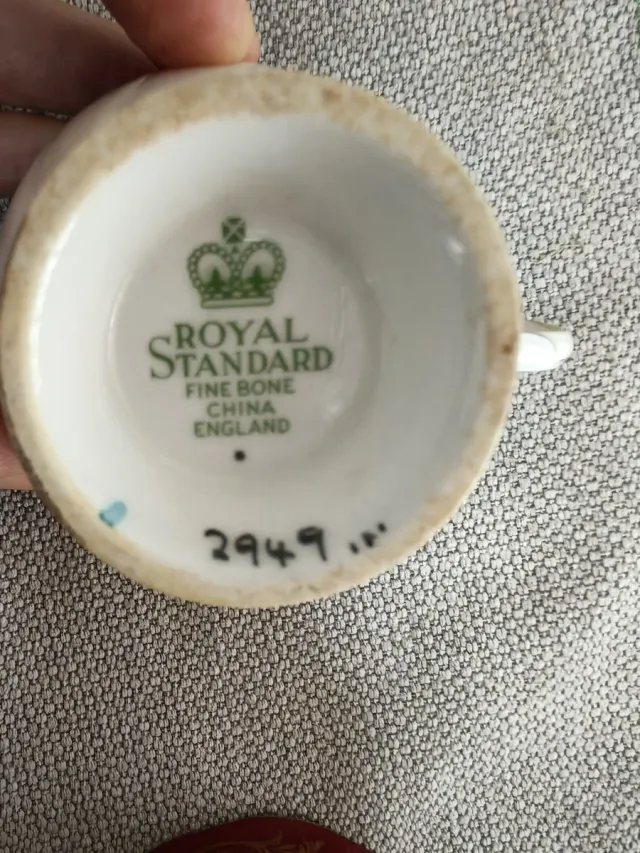 ROYAL
STANDARD
FINE BONE
CHINA
ENGLAND
2949